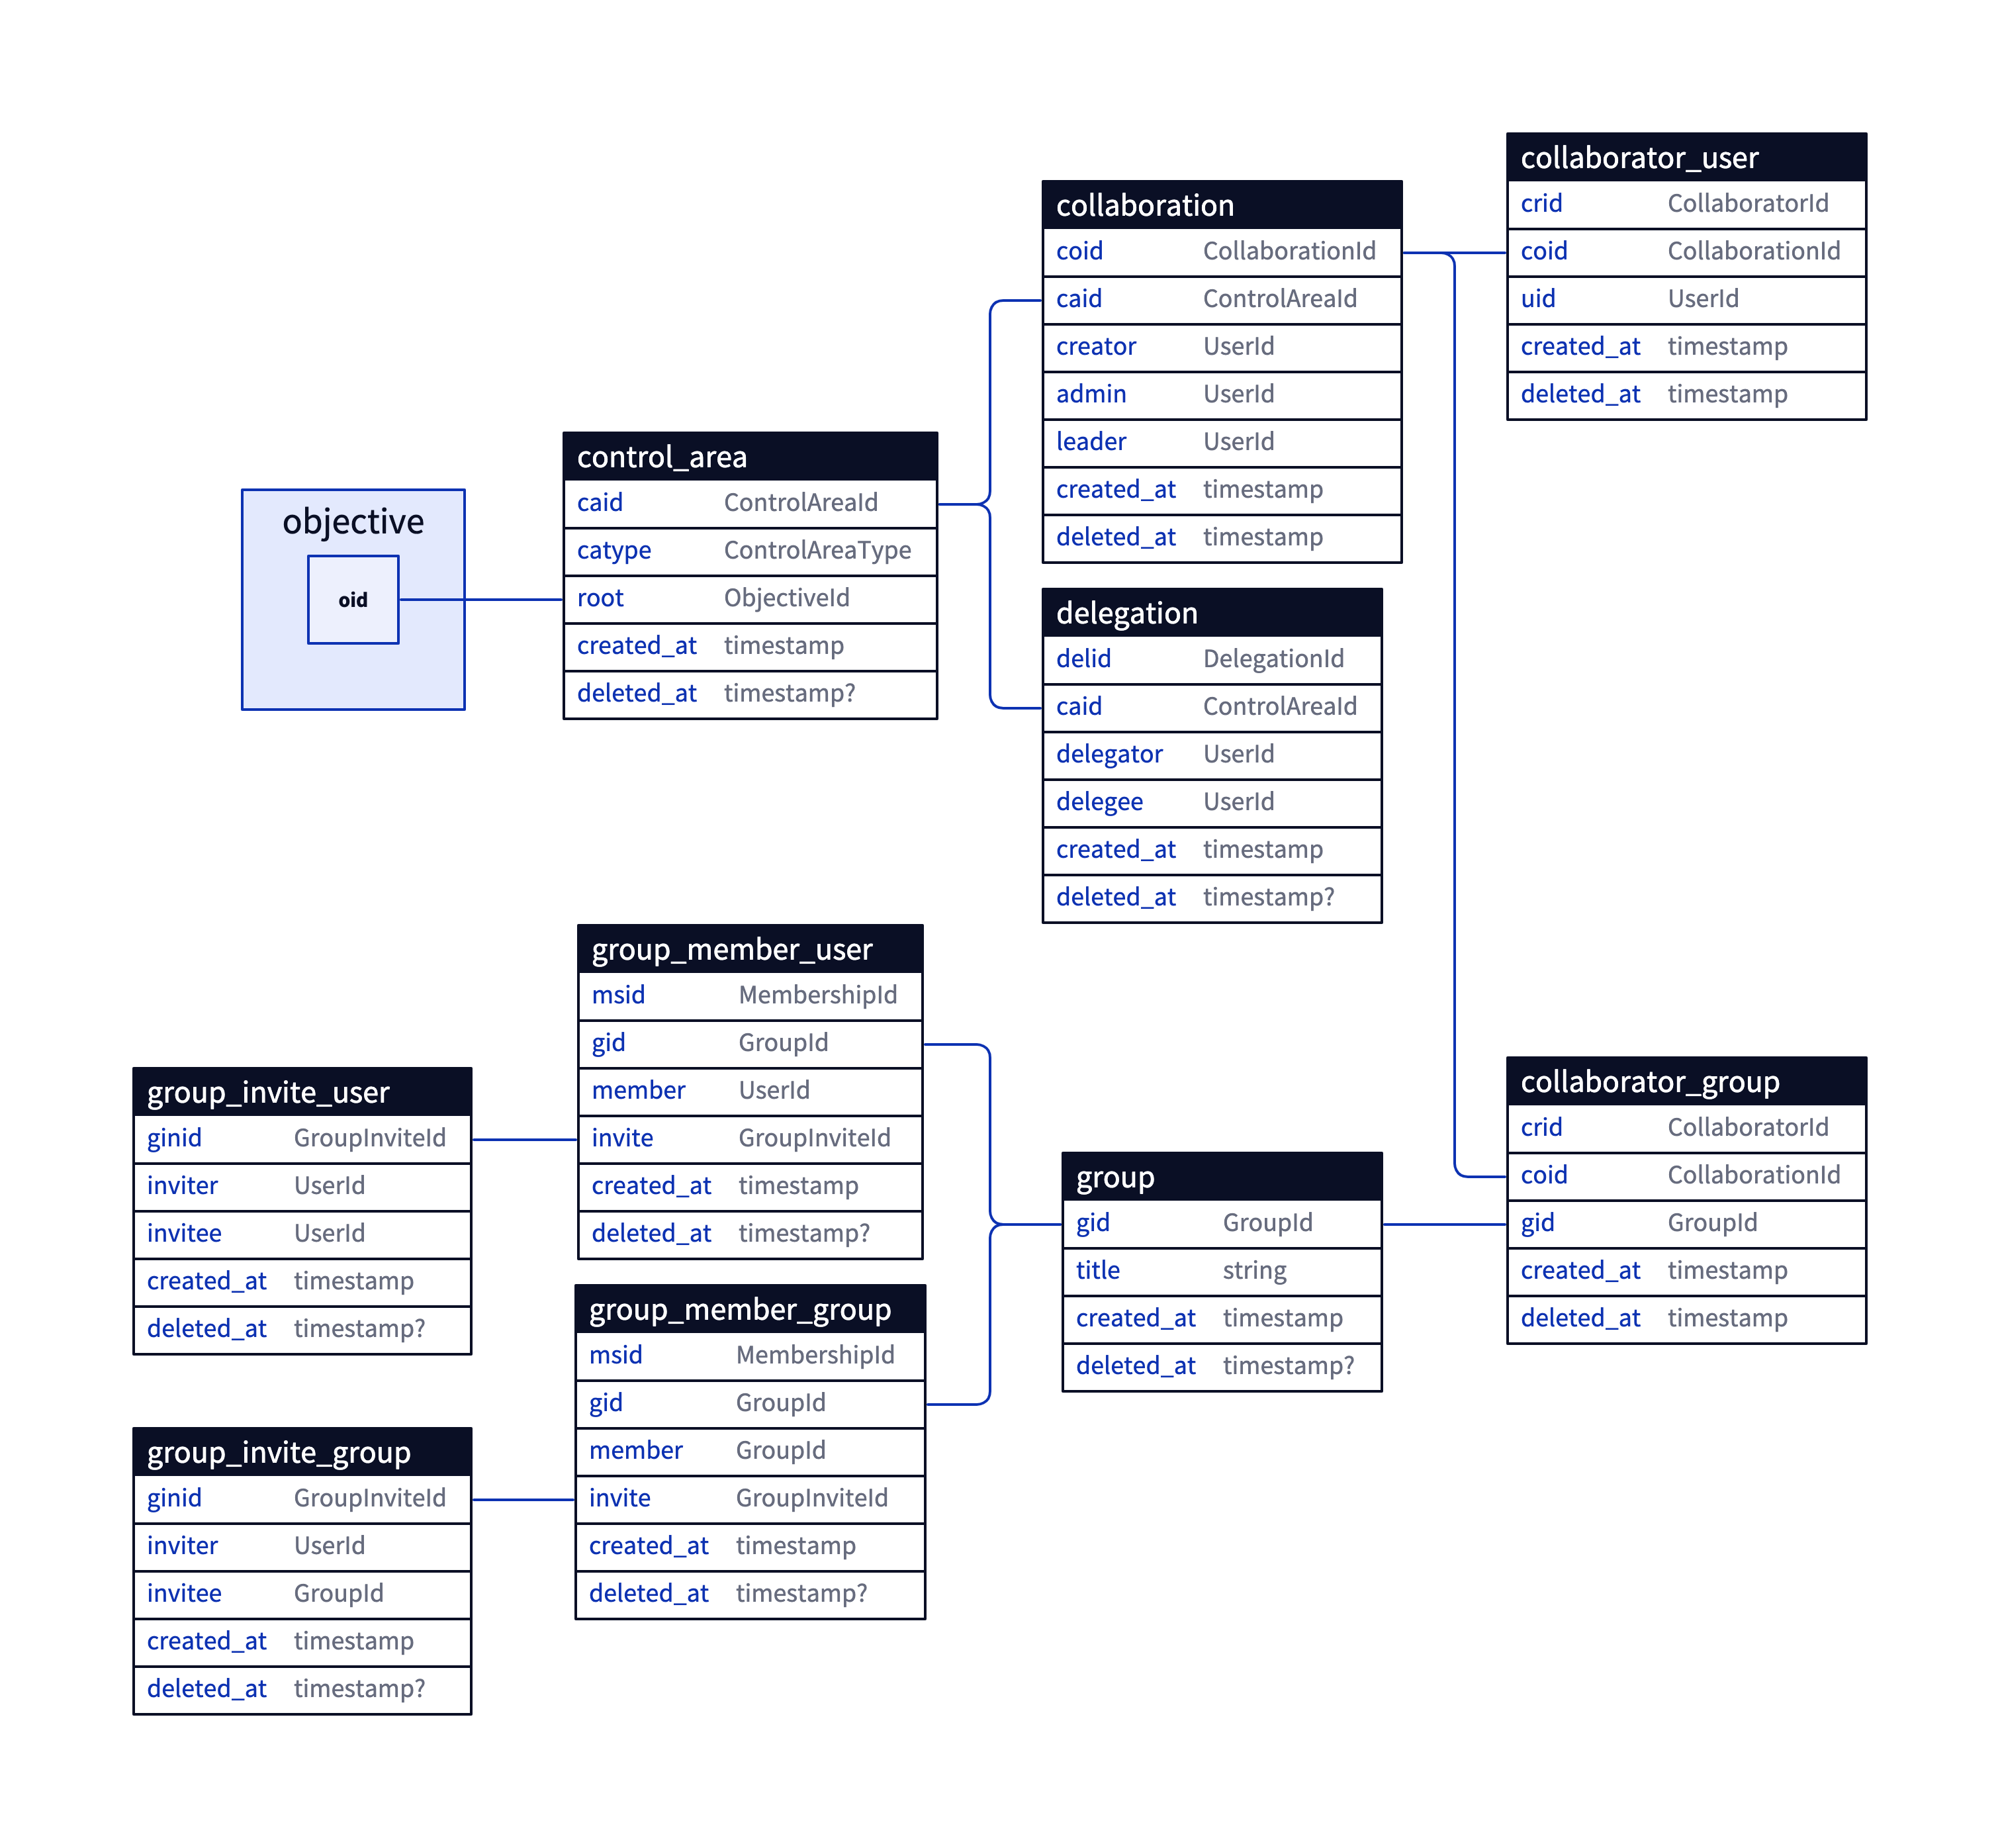 objective
oid
control_area
caid ControlAreaId
catype ControlAreaType
root ObjectiveId
created_at timestamp
deleted_at timestamp?
collaboration
coid CollaborationId
caid ControlAreaId
creator UserId
admin UserId
leader UserId
created_at timestamp
deleted_at timestamp
collaborator_user
crid CollaboratorId
coid CollaborationId
uid UserId
created_at timestamp
deleted_at timestamp
delegation
delid DelegationId
caid ControlAreaId
delegator UserId
delegee UserId
created_at timestamp
deleted_at timestamp?
group_member_user
msid MembershipId
gid GroupId
member UserId
invite GroupInviteId
created_at timestamp
deleted_at timestamp?
group_invite_user
ginid GroupInviteId
inviter UserId
invitee UserId
created_at timestamp
deleted_at timestamp?
group_member_group
msid MembershipId
gid GroupId
member GroupId
invite GroupInviteId
created_at timestamp
deleted_at timestamp?
group_invite_group
ginid GroupInviteId
inviter UserId
invitee GroupId
created_at timestamp
deleted_at timestamp?
group
gid GroupId
title string
created_at timestamp
deleted_at timestamp?
collaborator_group
crid CollaboratorId
coid CollaborationId
gid GroupId
created_at timestamp
deleted_at timestamp